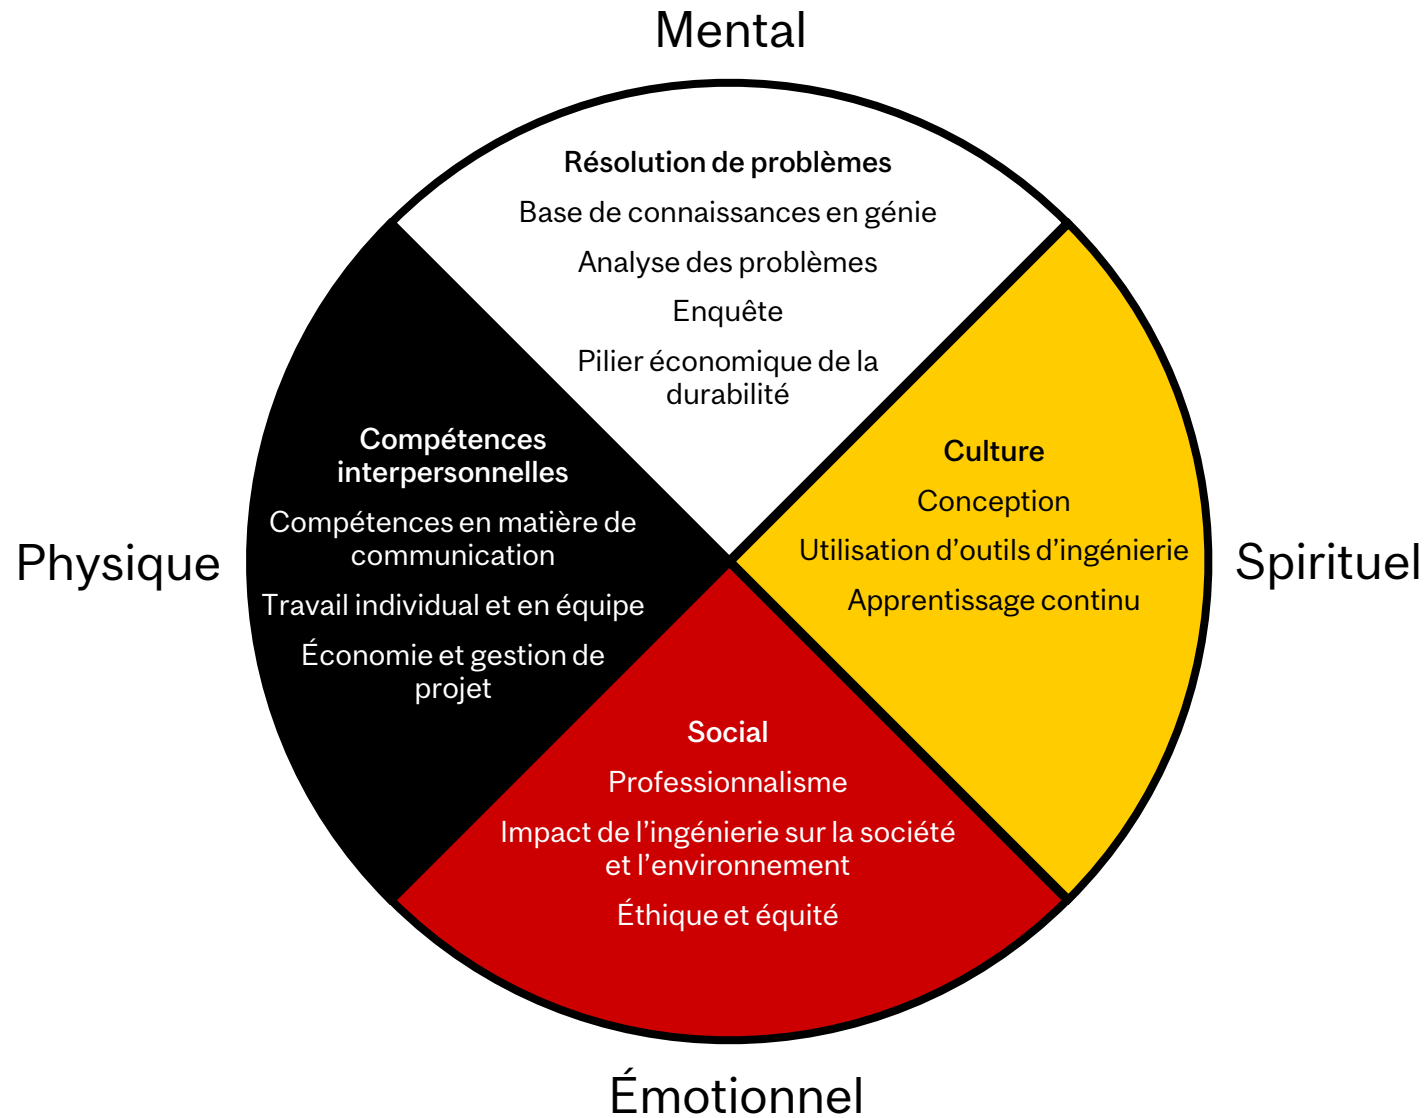 Mental
Résolution de problèmes
Base de connaissances en génie
Analyse des problèmes
Enquête
Pilier économique de la
durabilité
Physique
Compétences
interpersonnelles
Compétences en matière de
communication
Travail individual et en équipe
Économie et gestion de
projet
Culture
Conception
Utilisation d’outils d’ingénierie
Apprentissage continu
Spirituel
Social
Professionnalisme
Impact de l’ingénierie sur la société
et l’environnement
Éthique et équité
Émotionnel